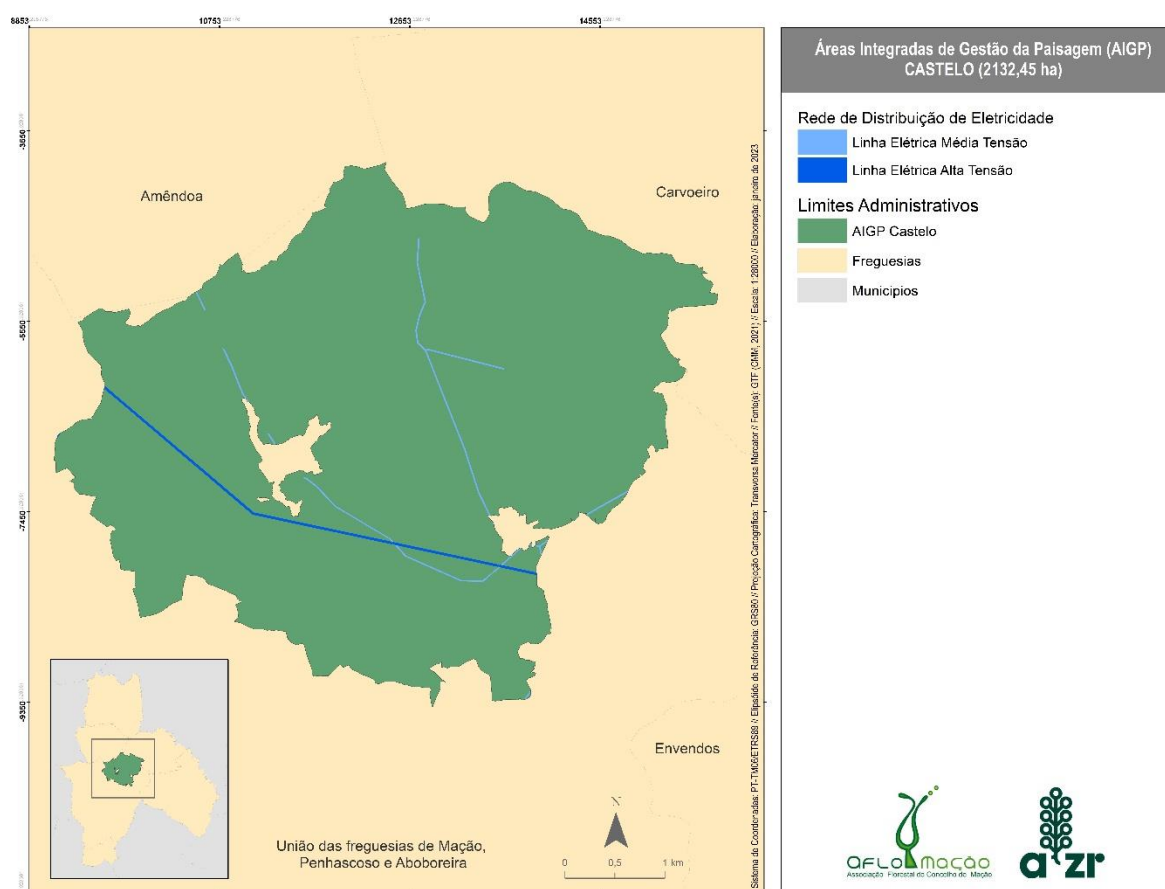 8853
10753
12653
14553
-3650
-5550
-7450
-9350
Amêndoa
Carvoeiro
Envendos
União das freguesias de Mação,
Penhascoso e Aboboreira
N
0 0,5 1 km
Sistema de Coordenadas: PT-TM06/ETRS89 // Elipsóide de Referência: GRS80 // Projeção Cartográfica: Transversa Mercator // Fonte(s): GTF (CMM, 2021) // Escala: 1:28000 // Elaboração: janeiro de 2023
Áreas Integradas de Gestão da Paisagem (AIGP)
CASTELO (2132,45 ha)
Rede de Distribuição de Eletricidade
Linha Elétrica Média Tensão
Linha Elétrica Alta Tensão
Limites Administrativos
AIGP Castelo
Freguesias
Municipios
AFLOMAÇÃO
Associação Florestal do Concelho de Mação
aizr